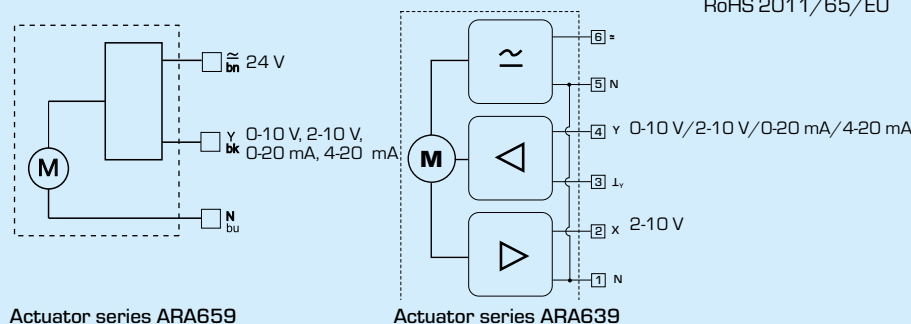 RoHS 2011/65/EU
≂ 24 V
bn
Y 0-10 V, 2-10 V,
bk 0-20 mA, 4-20 mA
M
N
bu
Actuator series ARA659
≃
6 ≂
5 N
4 Y 0-10 V/2-10 V/0-20 mA/4-20 mA
M
3 ⊥Y
2 X 2-10 V
1 N
Actuator series ARA639